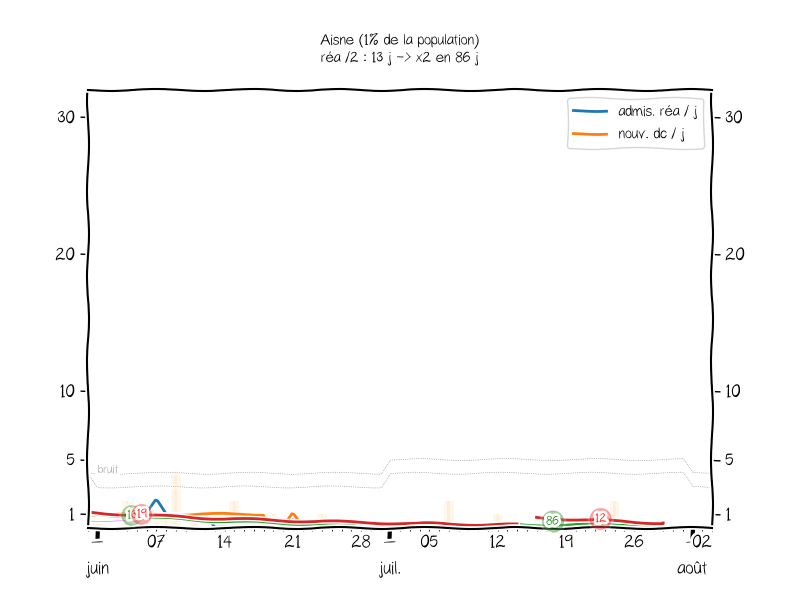 Aisne (1% de la population)
réa /2 : 13 j -> x2 en 86 j
admis. réa / j
nouv. dc / j
30
30
20
20
10
10
5
5
bruit
1
1
19
86
12
07
14
21
28
05
12
19
26
02
juin
juil.
août